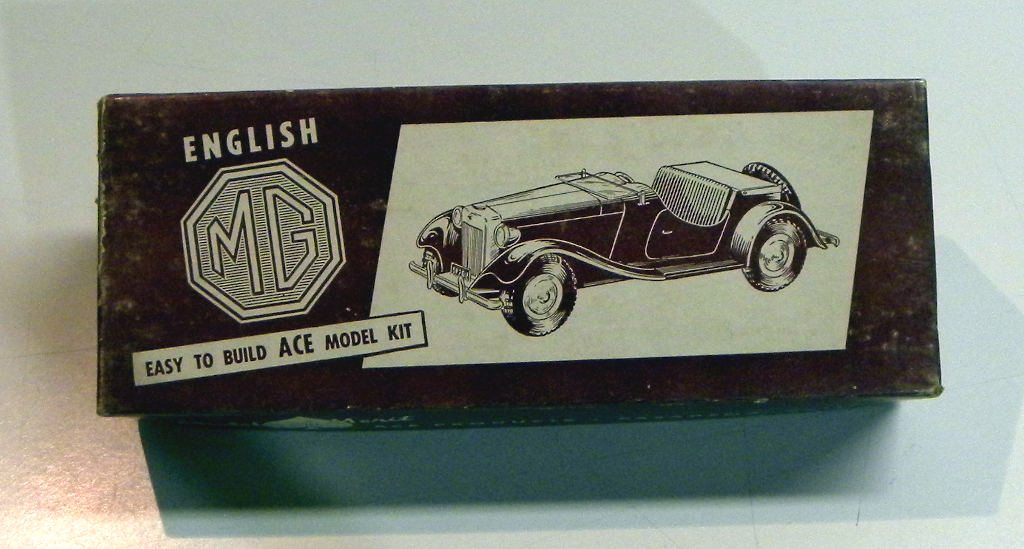 ENGLISH
MG
EASY TO BUILD ACE MODEL KIT